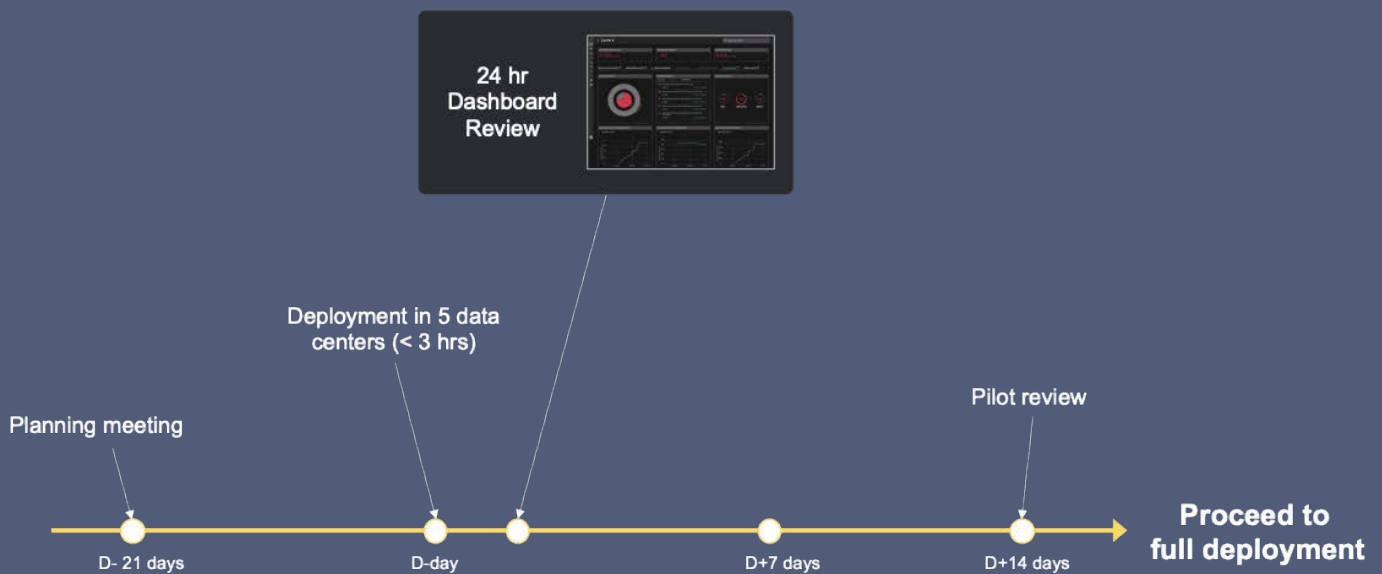 24 hr
Dashboard
Review
Deployment in 5 data
centers (< 3 hrs)
Pilot review
Planning meeting
Proceed to
full deployment
D- 21 days
D-day
D+7 days
D+14 days